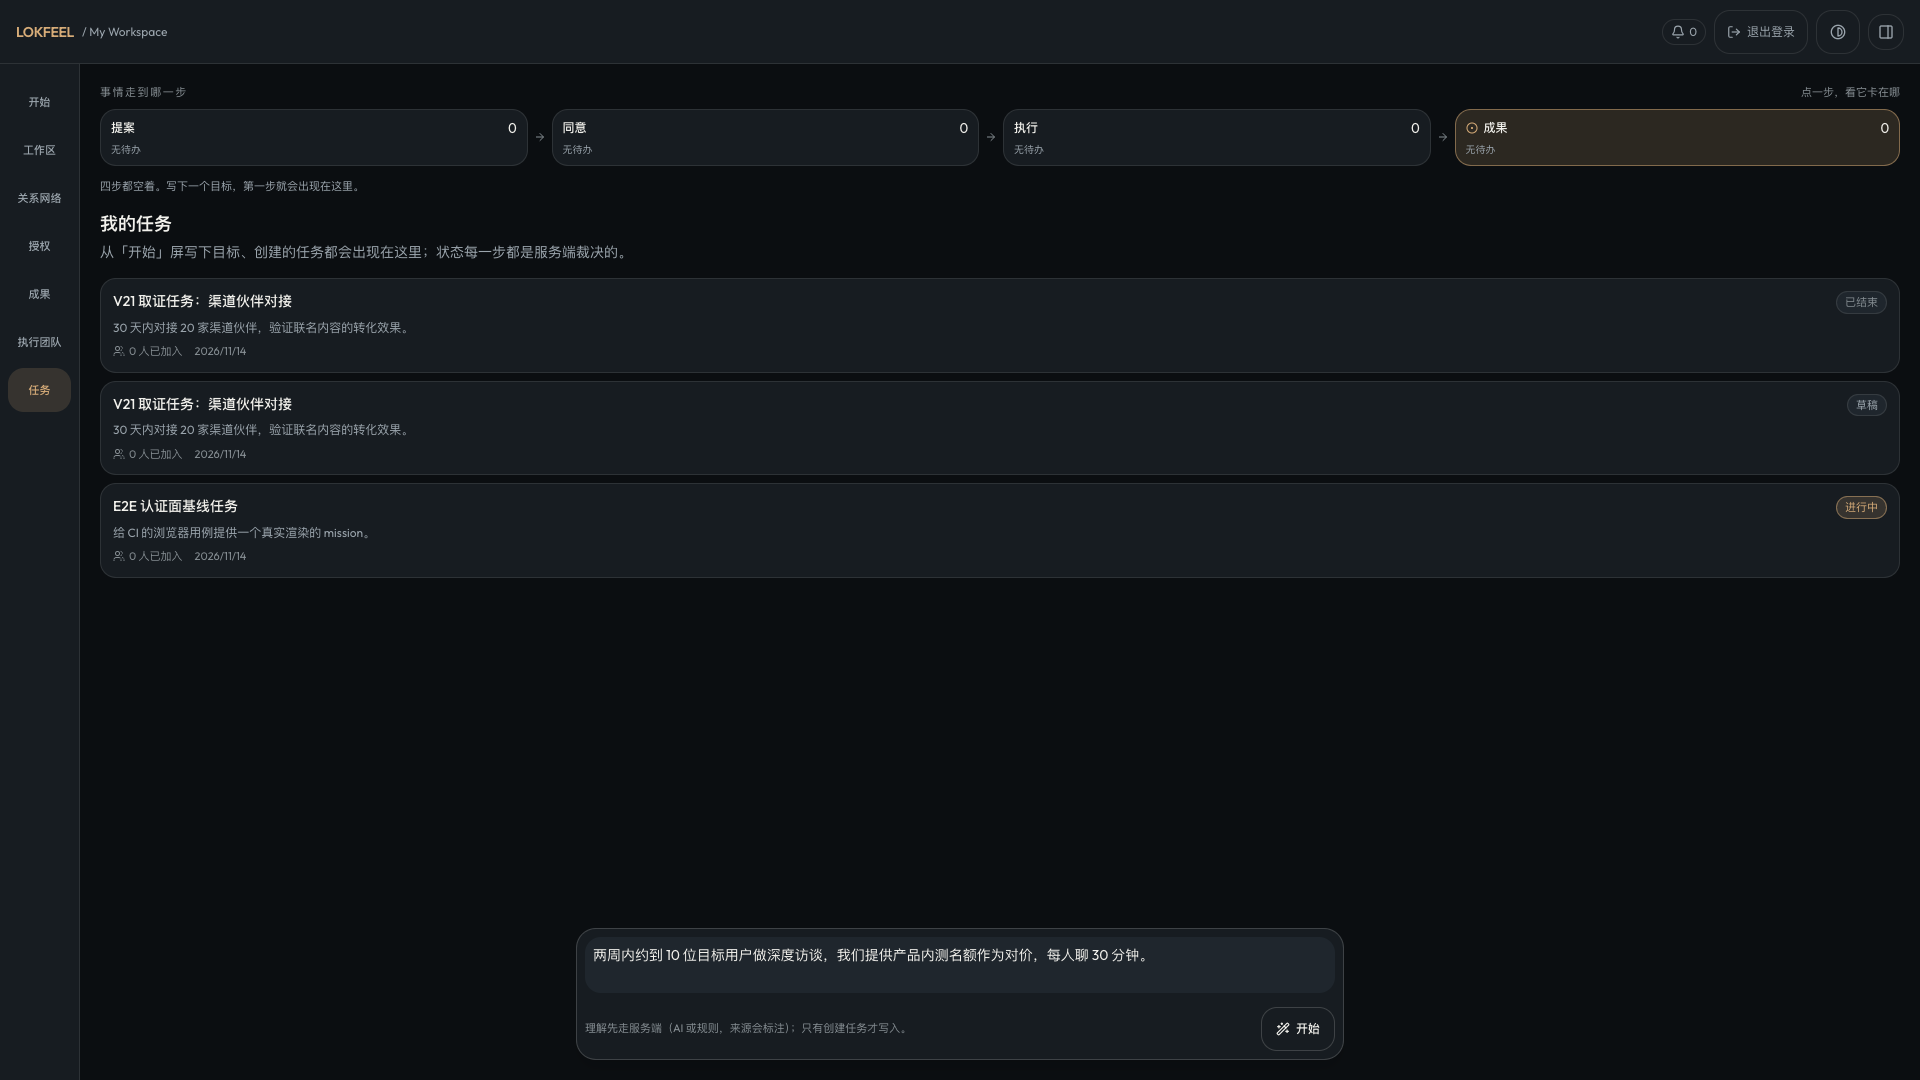 LOKFEEL / My Workspace
0
退出登录
开始
工作区
关系网络
授权
成果
执行团队
任务
事情走到哪一步
点一步，看它卡在哪
提案 0
无待办
同意 0
无待办
执行 0
无待办
成果 0
无待办
四步都空着。写下一个目标，第一步就会出现在这里。
我的任务
从「开始」屏写下目标、创建的任务都会出现在这里；状态每一步都是服务端裁决的。
V21 取证任务：渠道伙伴对接
已结束
30 天内对接 20 家渠道伙伴，验证联名内容的转化效果。
0 人已加入 2026/11/14
V21 取证任务：渠道伙伴对接
草稿
30 天内对接 20 家渠道伙伴，验证联名内容的转化效果。
0 人已加入 2026/11/14
E2E 认证面基线任务
进行中
给 CI 的浏览器用例提供一个真实渲染的 mission。
0 人已加入 2026/11/14
两周内约到 10 位目标用户做深度访谈，我们提供产品内测名额作为对价，每人聊 30 分钟。
理解先走服务端（AI 或规则，来源会标注）；只有创建任务才写入。
开始